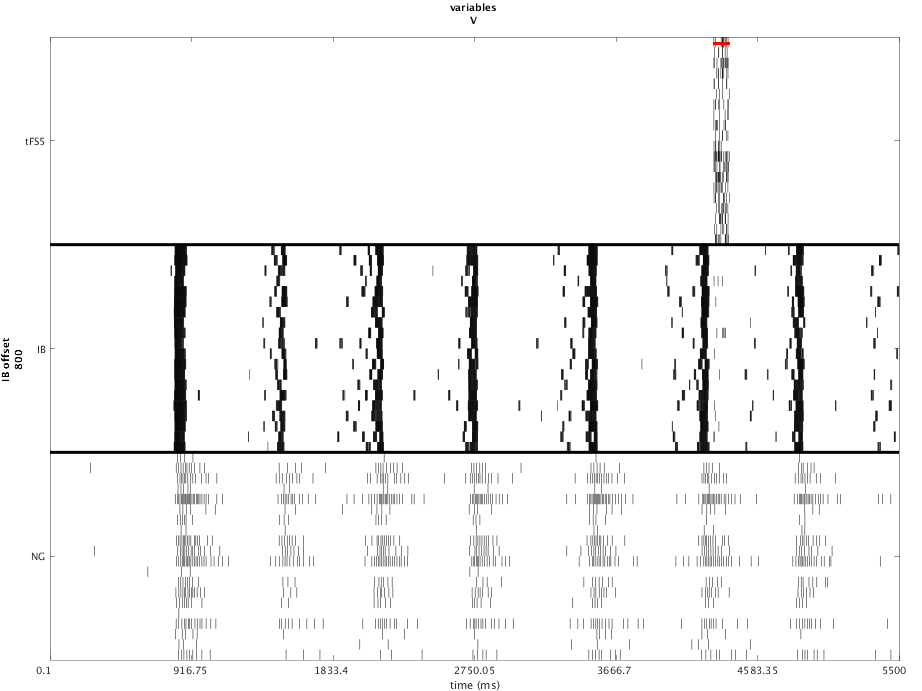 variables
V
tFS5
IB
NG
IB offset
800
0.1 916.75 1833.4 2750.05 3666.7 4583.35 5500
time (ms)